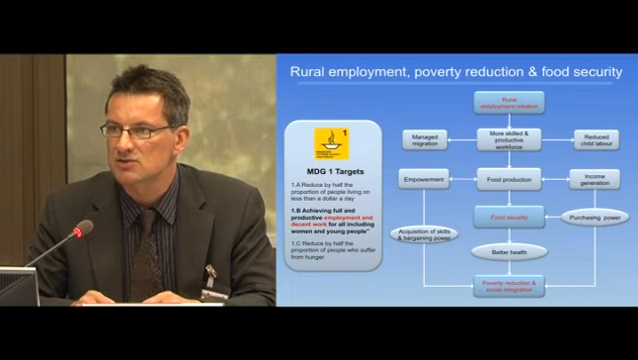 Rural employment, poverty reduction & food security
1
MDG 1 Targets
1.A Reduce by half the
proportion of people living on
less than a dollar a day
1.B Achieving full and
productive employment and
decent work for all including
women and young people"
1.C Reduce by half the
proportion of people who suffer
from hunger
Rural
employment creation
Managed
migration
More skilled &
productive
workforce
Reduced
child labour
Empowerment
Food production
Income
generation
Food security
Purchasing power
Acquisition of skills
& bargaining power
Better health
Poverty reduction &
social integration